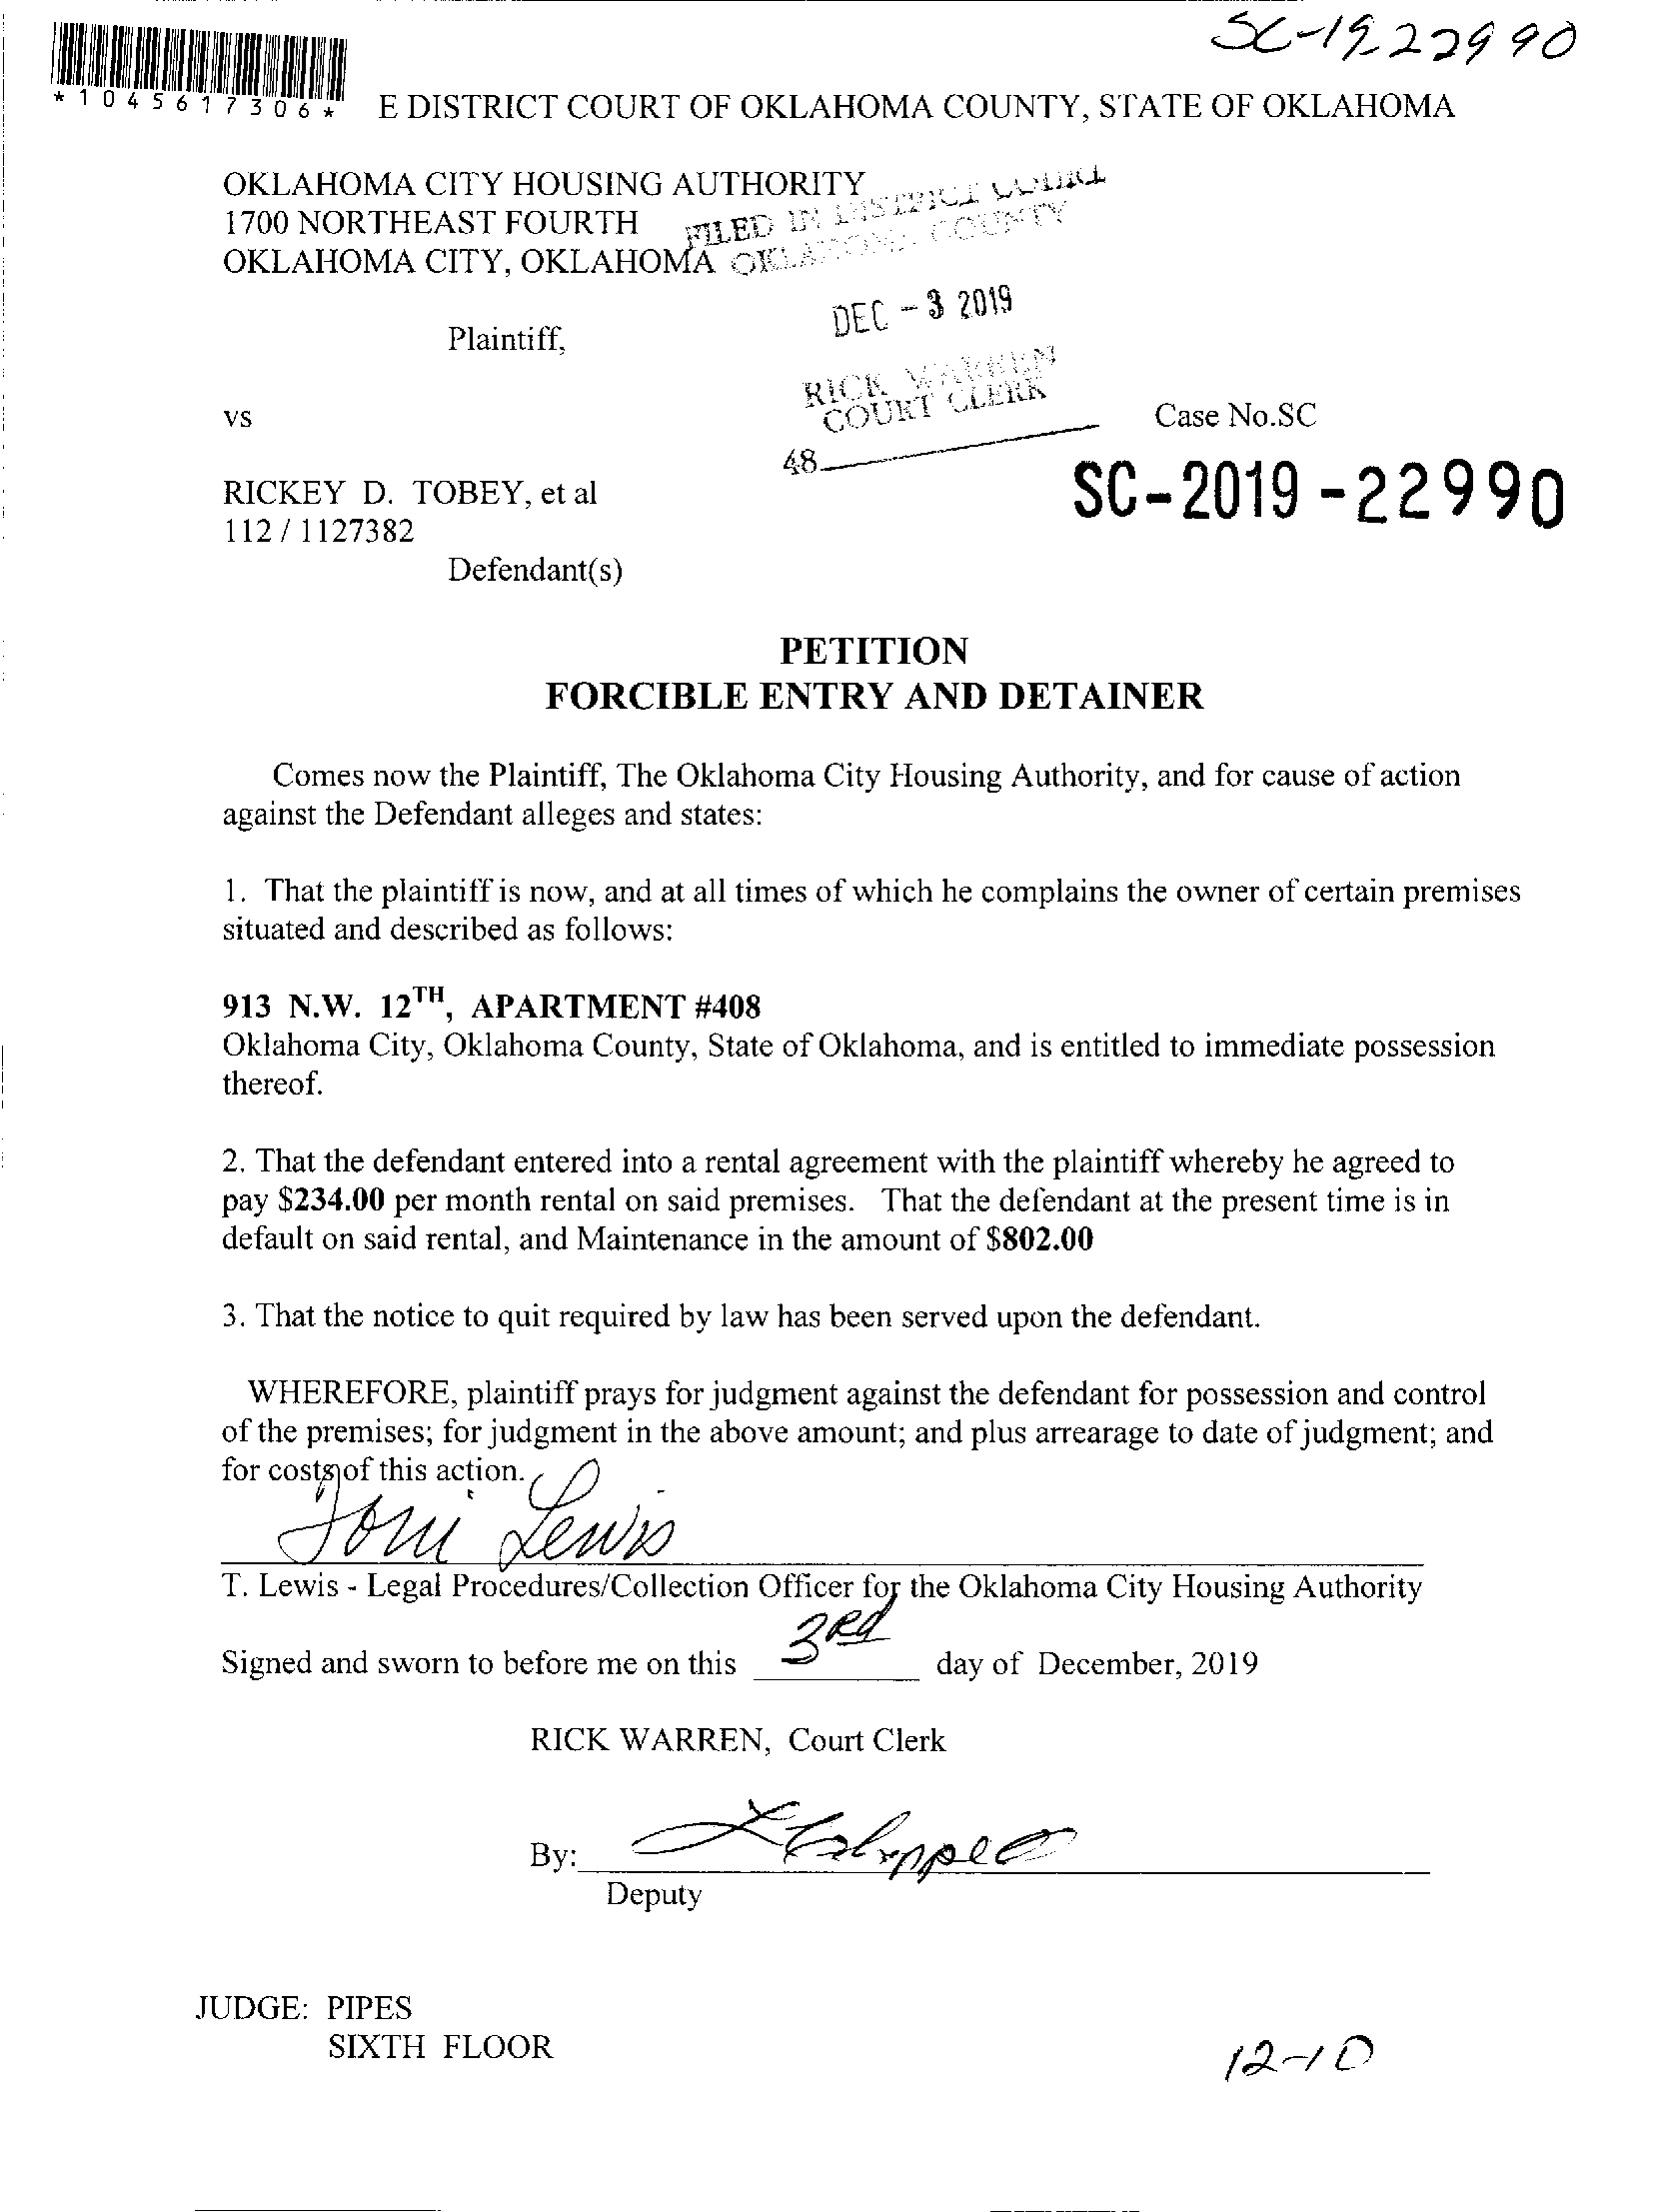 SC-19-22990
*1045617306*
E DISTRICT COURT OF OKLAHOMA COUNTY, STATE OF OKLAHOMA
OKLAHOMA CITY HOUSING AUTHORITY
1700 NORTHEAST FOURTH
OKLAHOMA CITY, OKLAHOMA
FILED IN DISTRICT COURT
OKLAHOMA COUNTY
Plaintiff,
DEC - 3 2019
RICK WARREN
COURT CLERK
vs
Case No.SC
48
RICKEY D. TOBEY, et al
SC-2019-22990
112 / 1127382
Defendant(s)
PETITION
FORCIBLE ENTRY AND DETAINER
Comes now the Plaintiff, The Oklahoma City Housing Authority, and for cause of action
against the Defendant alleges and states:
1. That the plaintiff is now, and at all times of which he complains the owner of certain premises
situated and described as follows:
913 N.W. 12TH, APARTMENT #408
Oklahoma City, Oklahoma County, State of Oklahoma, and is entitled to immediate possession
thereof.
2. That the defendant entered into a rental agreement with the plaintiff whereby he agreed to
pay $234.00 per month rental on said premises. That the defendant at the present time is in
default on said rental, and Maintenance in the amount of $802.00
3. That the notice to quit required by law has been served upon the defendant.
WHEREFORE, plaintiff prays for judgment against the defendant for possession and control
of the premises; for judgment in the above amount; and plus arrearage to date of judgment; and
for costs of this action.
Toni Lewis
T. Lewis - Legal Procedures/Collection Officer for the Oklahoma City Housing Authority
Signed and sworn to before me on this 3rd day of December, 2019
RICK WARREN, Court Clerk
By:
Deputy
JUDGE: PIPES
SIXTH FLOOR
12-10